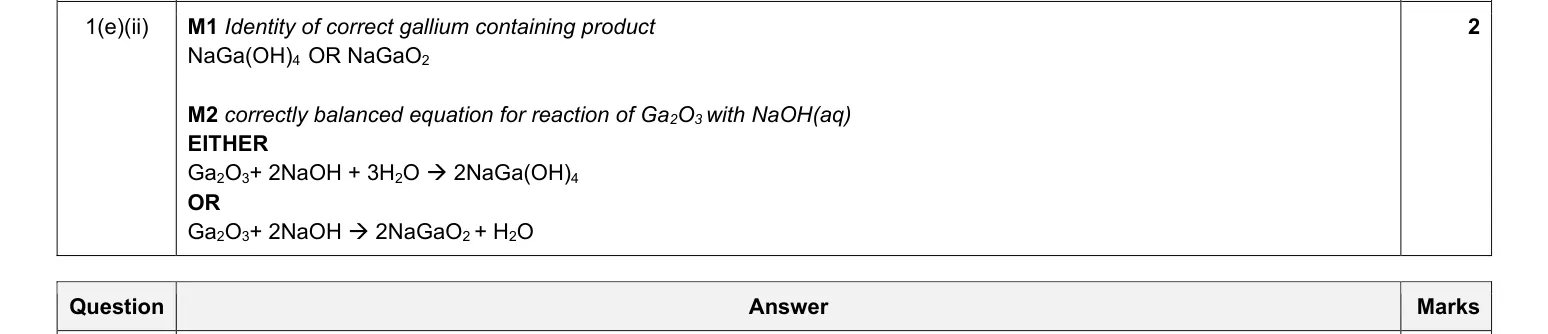 1(e)(ii) M1 Identity of correct gallium containing product 2
NaGa(OH)₄ OR NaGaO₂
M2 correctly balanced equation for reaction of Ga₂O₃ with NaOH(aq)
EITHER
Ga₂O₃+ 2NaOH + 3H₂O → 2NaGa(OH)₄
OR
Ga₂O₃+ 2NaOH → 2NaGaO₂ + H₂O
Question Answer Marks